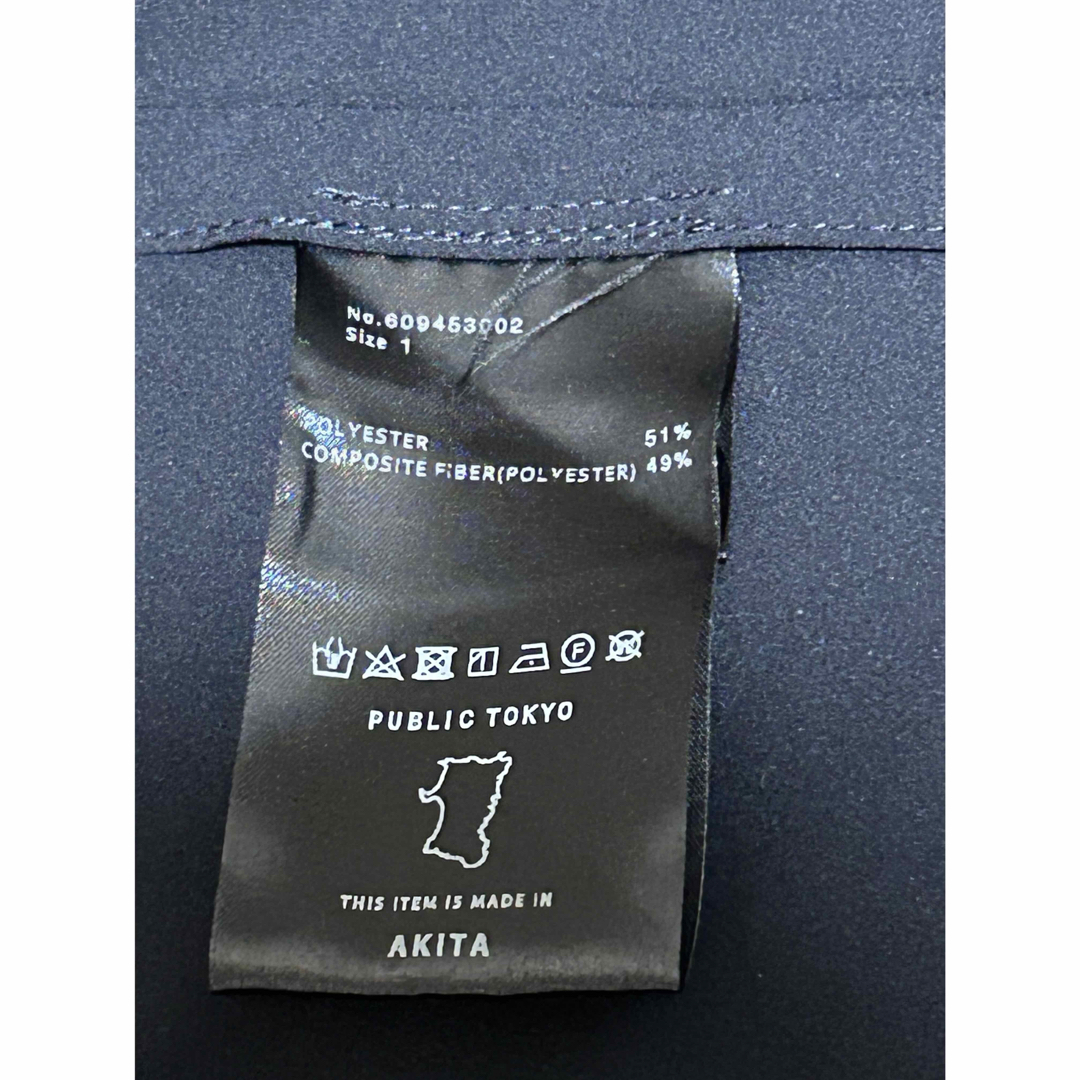 No.609453002
Size 1
POLYESTER 51%
COMPOSITE FIBER(POLYESTER) 49%
F
W
PUBLIC TOKYO
THIS ITEM IS MADE IN
AKITA